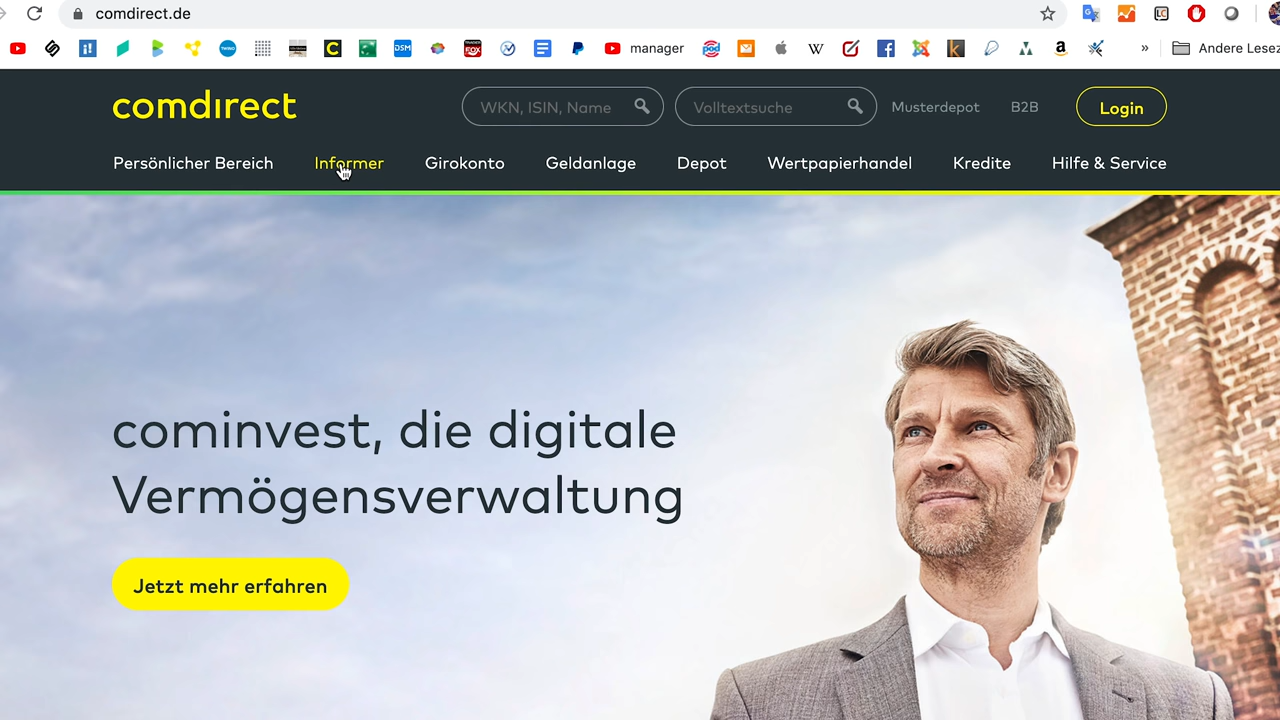 comdirect.de
manager
Andere Lesez
comdirect
WKN, ISIN, Name
Volltextsuche
Musterdepot
B2B
Login
Persönlicher Bereich
Informer
Girokonto
Geldanlage
Depot
Wertpapierhandel
Kredite
Hilfe & Service
cominvest, die digitale
Vermögensverwaltung
Jetzt mehr erfahren